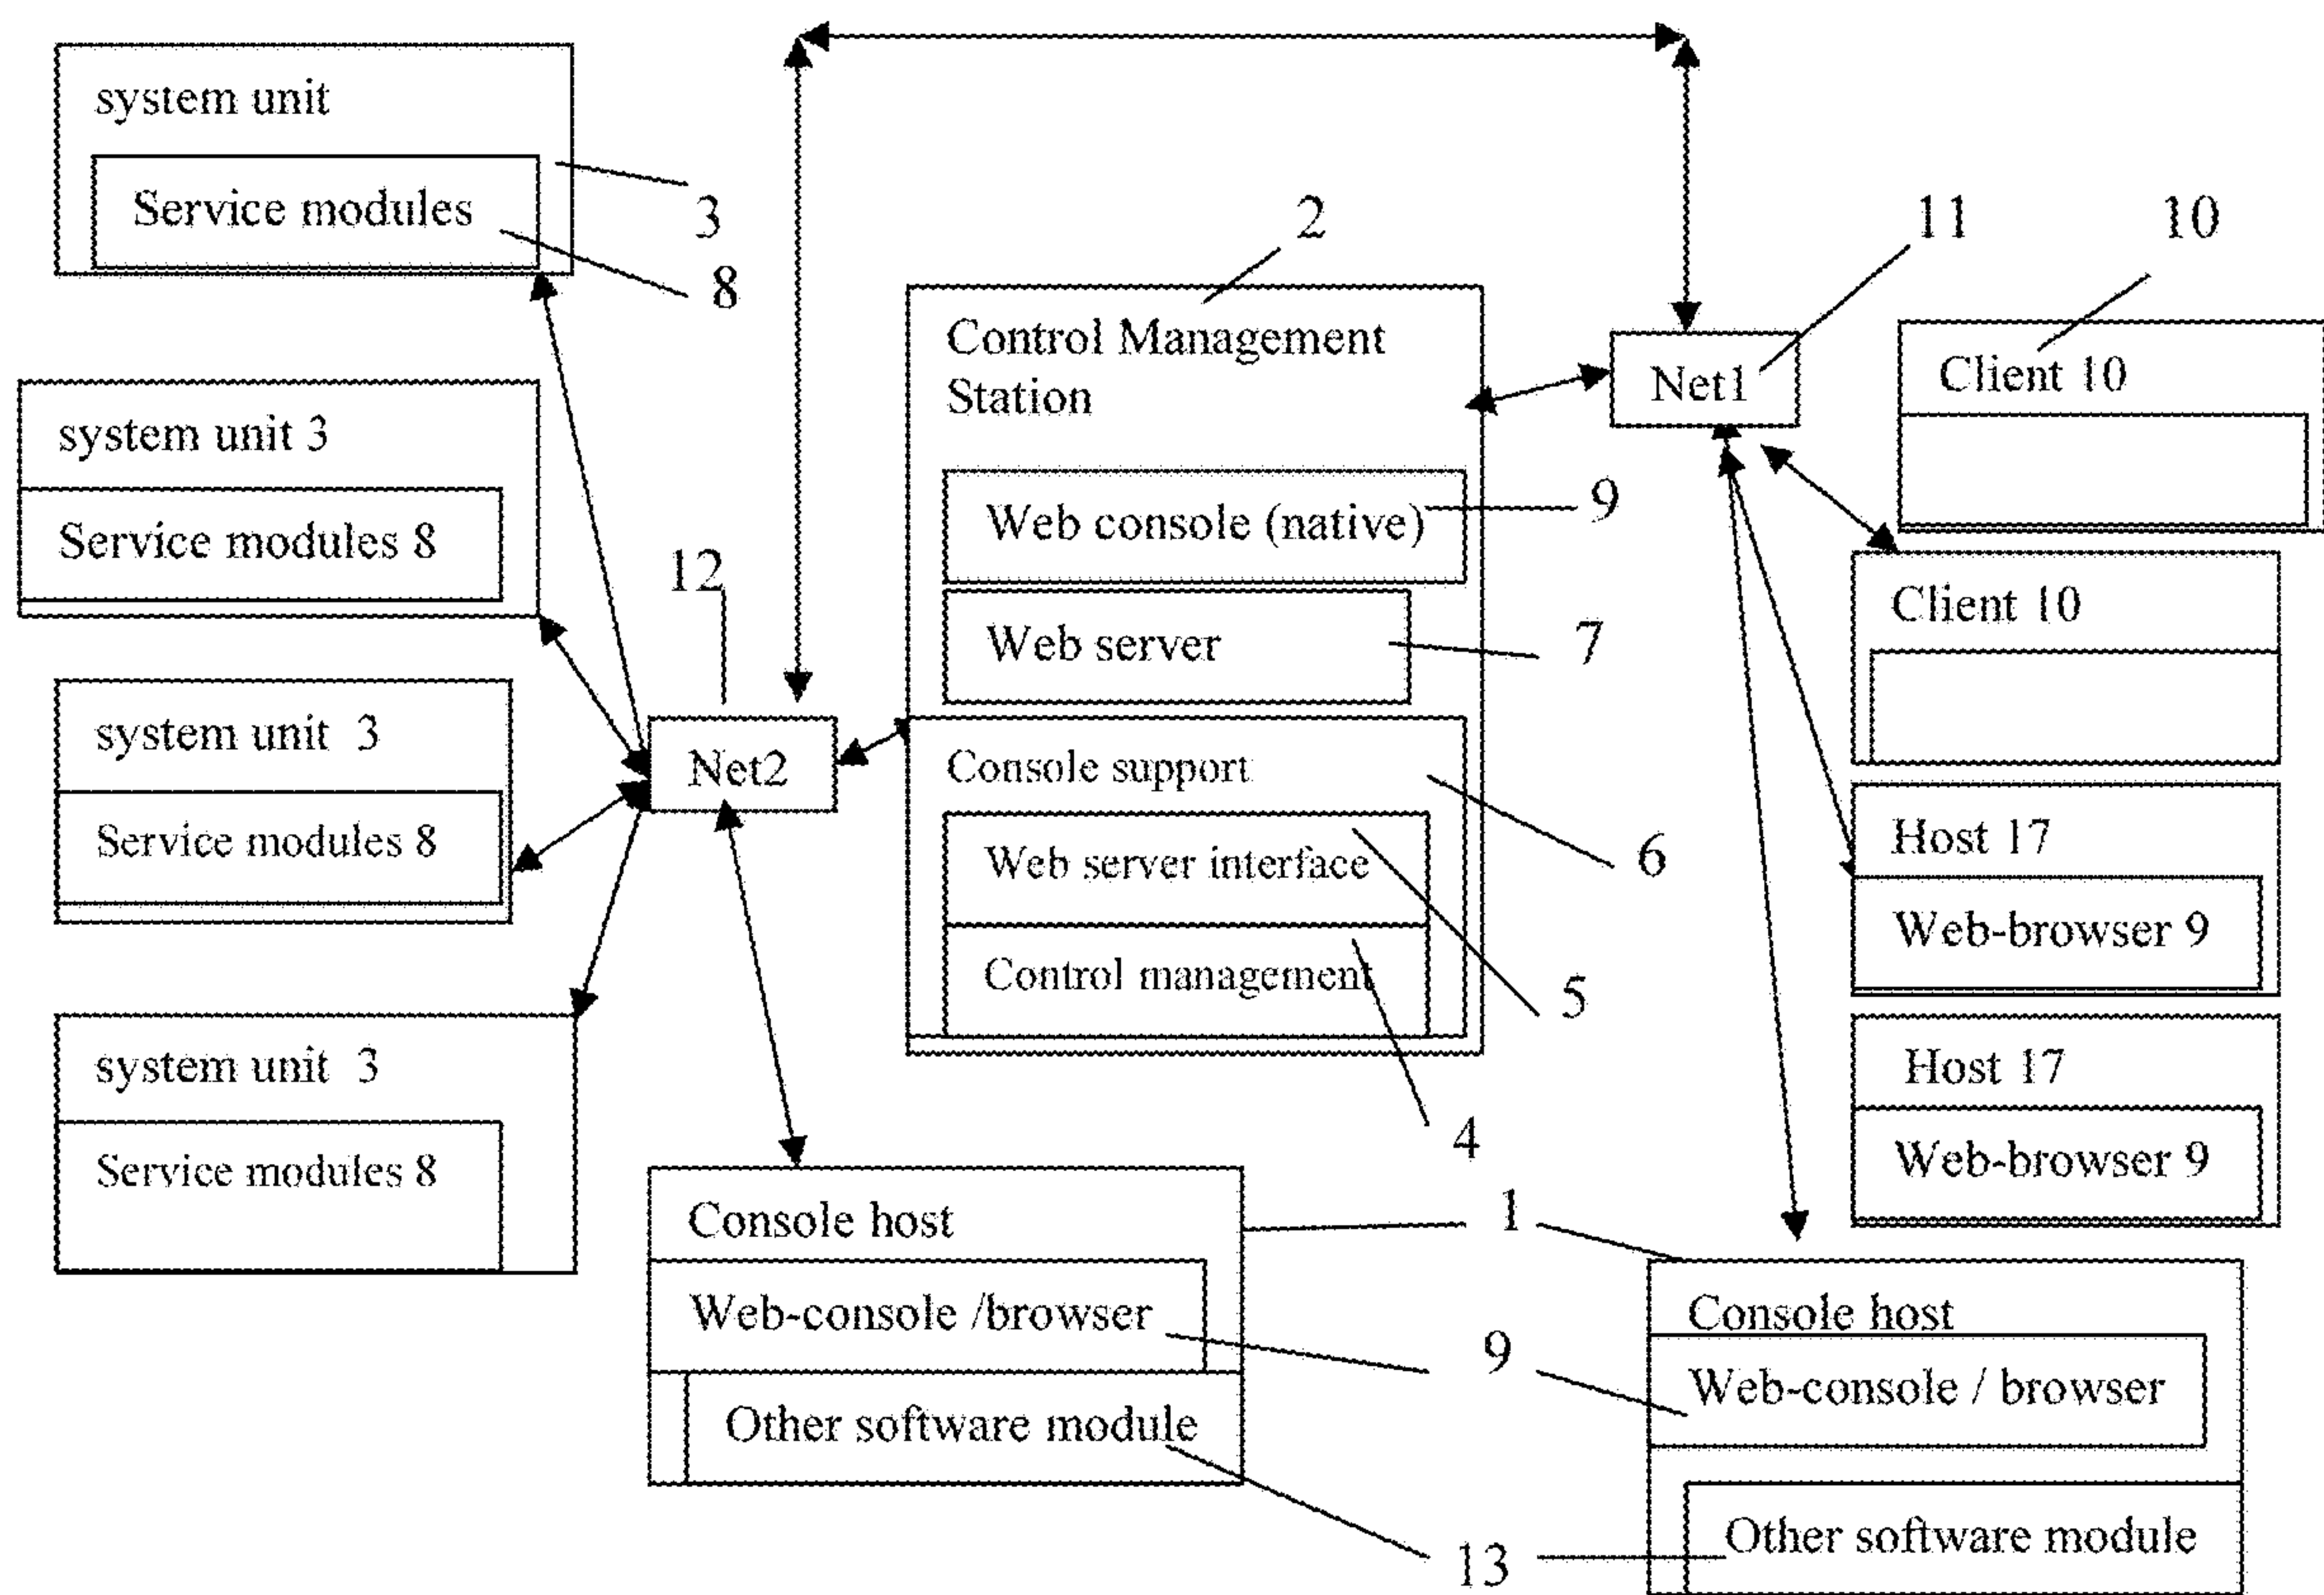 system unit
Service modules
3
8
system unit 3
Service modules 8
system unit 3
Service modules 8
system unit 3
Service modules 8
12
Net2
2
Control Management
Station
Web console (native)
9
Web server
7
Console support
6
Web server interface
5
Control management
4
11
Net1
10
Client 10
Client 10
Host 17
Web-browser 9
Host 17
Web-browser 9
Console host
1
Web-console /browser
9
Other software module
13
Console host
Web-console / browser
Other software module